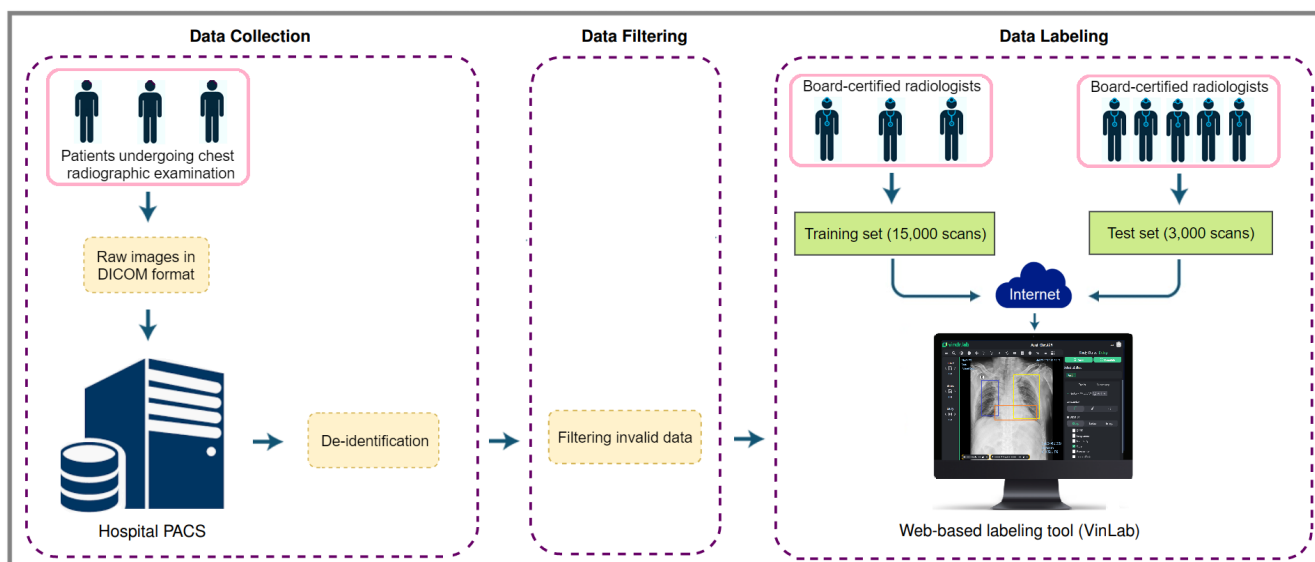 Data Collection
Data Filtering
Data Labeling
Patients undergoing chest
radiographic examination
Raw images in
DICOM format
Hospital PACS
De-identification
Filtering invalid data
Board-certified radiologists
Board-certified radiologists
Training set (15,000 scans)
Test set (3,000 scans)
Internet
Web-based labeling tool (VinLab)